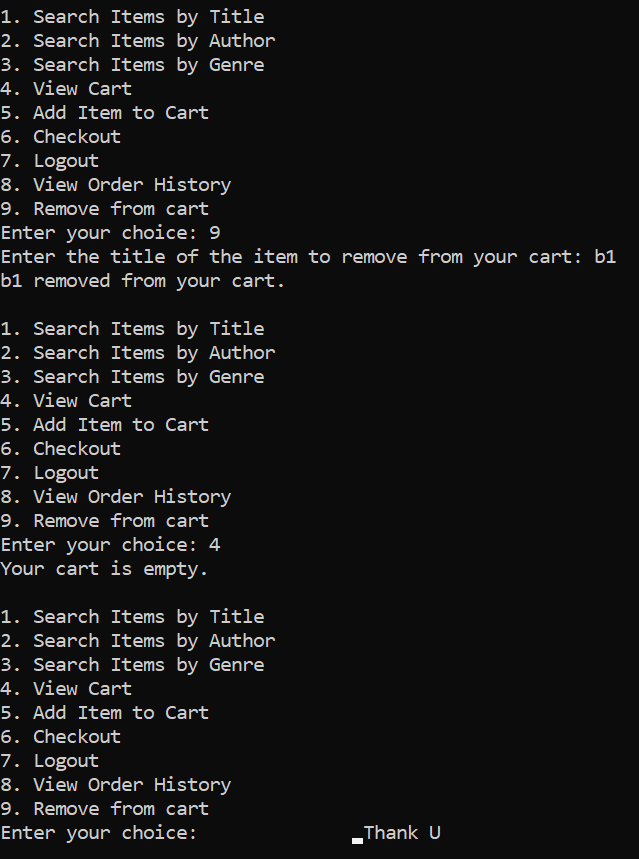 1. Search Items by Title
2. Search Items by Author
3. Search Items by Genre
4. View Cart
5. Add Item to Cart
6. Checkout
7. Logout
8. View Order History
9. Remove from cart
Enter your choice: 9
Enter the title of the item to remove from your cart: b1
b1 removed from your cart.

1. Search Items by Title
2. Search Items by Author
3. Search Items by Genre
4. View Cart
5. Add Item to Cart
6. Checkout
7. Logout
8. View Order History
9. Remove from cart
Enter your choice: 4
Your cart is empty.

1. Search Items by Title
2. Search Items by Author
3. Search Items by Genre
4. View Cart
5. Add Item to Cart
6. Checkout
7. Logout
8. View Order History
9. Remove from cart
Enter your choice: Thank U